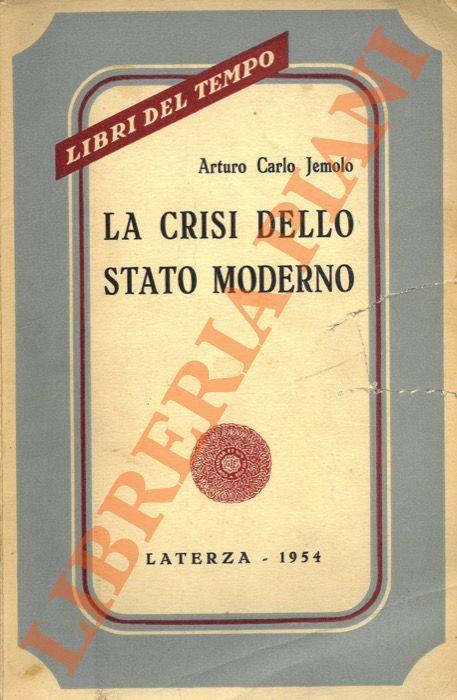 LIBRI DEL TEMPO
Arturo Carlo Jemolo
LA CRISI DELLO
STATO MODERNO
LATERZA - 1954
LIBRERIA PIANI